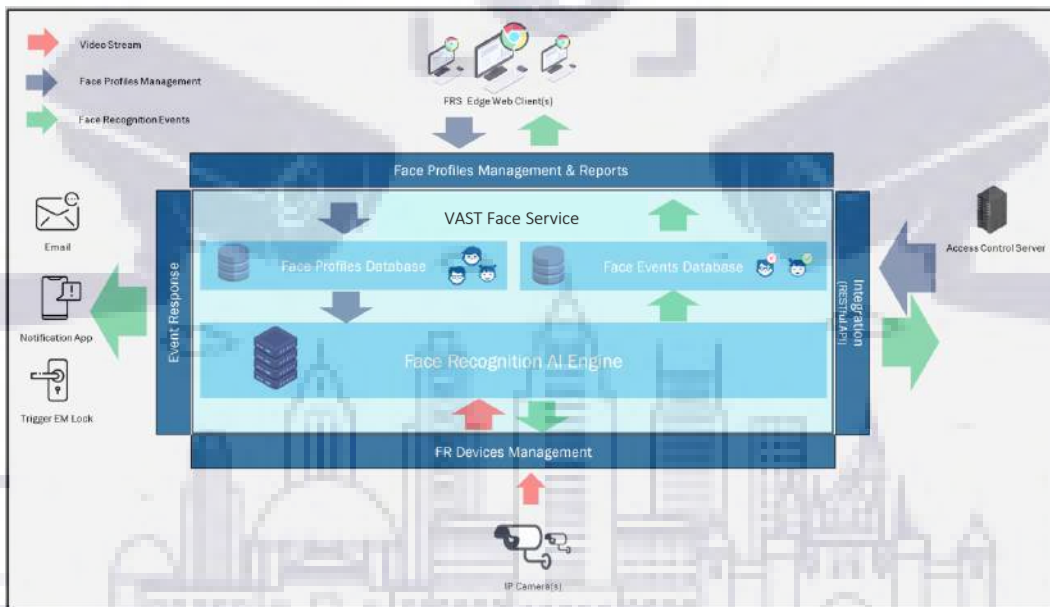 Video Stream
Face Profiles Management
Face Recognition Events
FRS Edge Web Client(s)
Face Profiles Management & Reports
VAST Face Service
Face Profiles Database
Face Events Database
Face Recognition AI Engine
FR Devices Management
Event Response
Integration
(RESTful API)
Email
Notification App
Trigger EM Lock
Access Control Server
IP Camera(s)